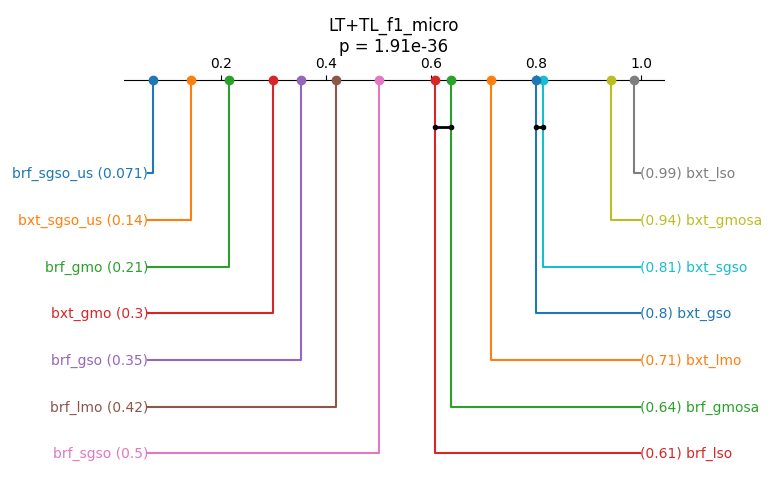 LT+TL_f1_micro
p = 1.91e-36
0.2 0.4 0.6 0.8 1.0
brf_sgso_us (0.071) (0.99) bxt_lso
bxt_sgso_us (0.14) (0.94) bxt_gmosa
brf_gmo (0.21) (0.81) bxt_sgso
bxt_gmo (0.3) (0.8) bxt_gso
brf_gso (0.35) (0.71) bxt_lmo
brf_lmo (0.42) (0.64) brf_gmosa
brf_sgso (0.5) (0.61) brf_lso